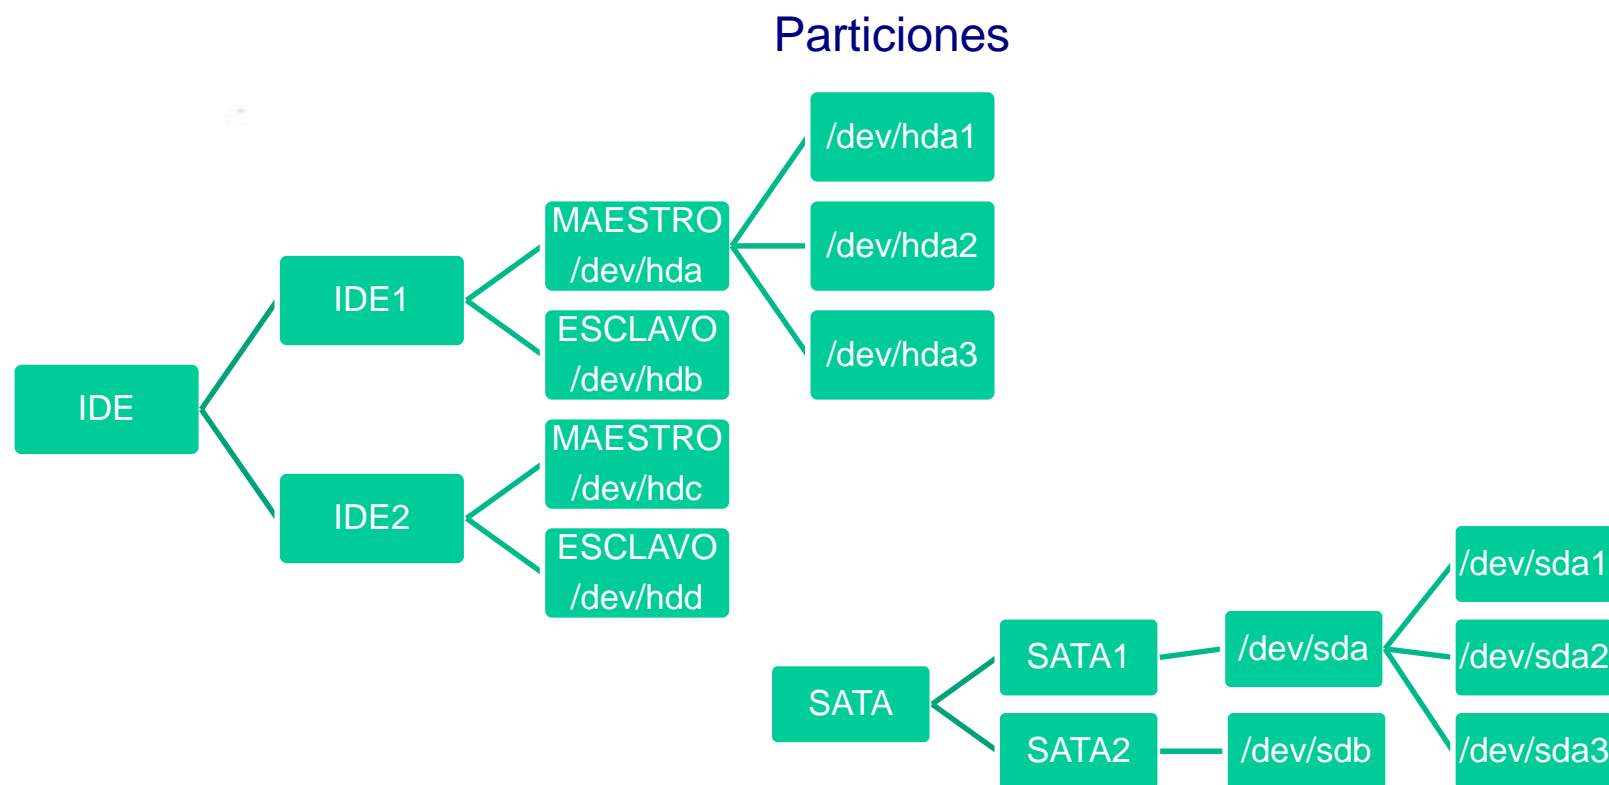 Particiones
/dev/hda1
MAESTRO
/dev/hda
/dev/hda2
IDE1
ESCLAVO
/dev/hdb
/dev/hda3
IDE
MAESTRO
/dev/hdc
IDE2
ESCLAVO
/dev/hdd
/dev/sda1
SATA1
/dev/sda
/dev/sda2
SATA
SATA2
/dev/sdb
/dev/sda3